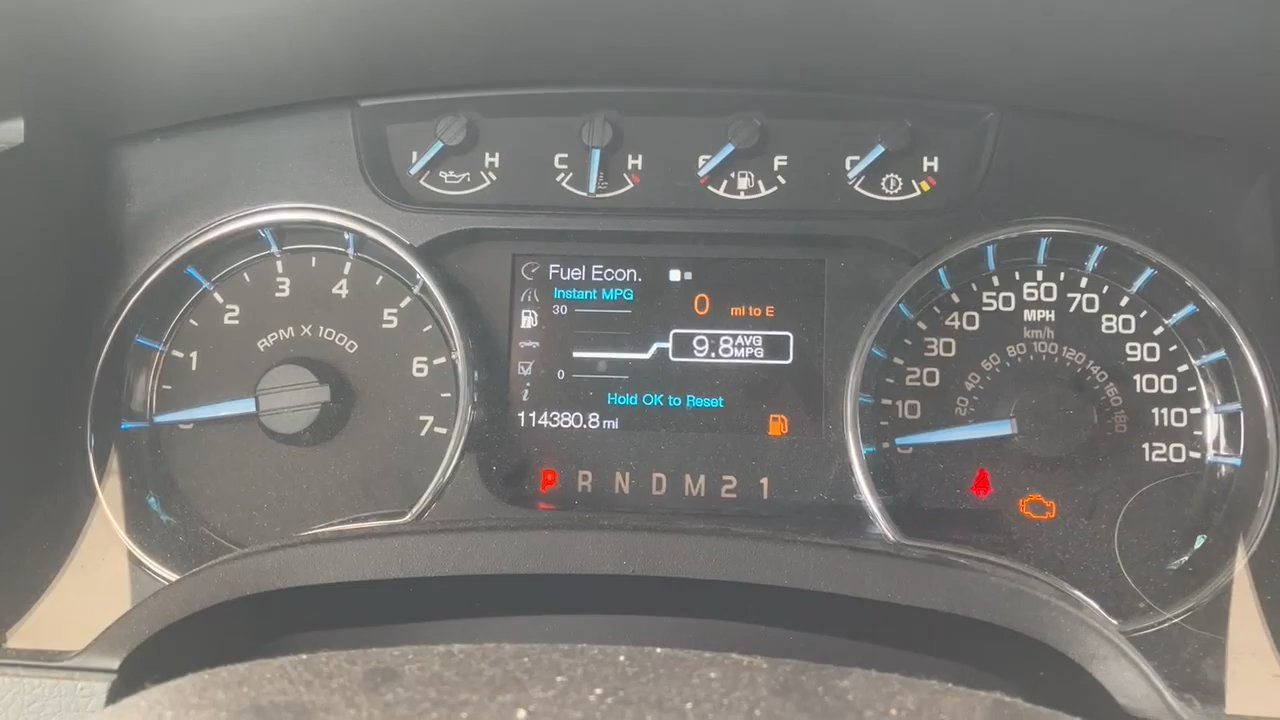 H
C H
F
C H
Fuel Econ.
Instant MPG
30
0 mi to E
9.8 AVG MPG
0
Hold OK to Reset
114380.8 mi
P R N D M 2 1
RPM X 1000
1
2
3
4
5
6
7
MPH
km/h
0
10
20
30
40
50
60
70
80
90
100
110
120
20
40
60
80
100
120
140
160
180